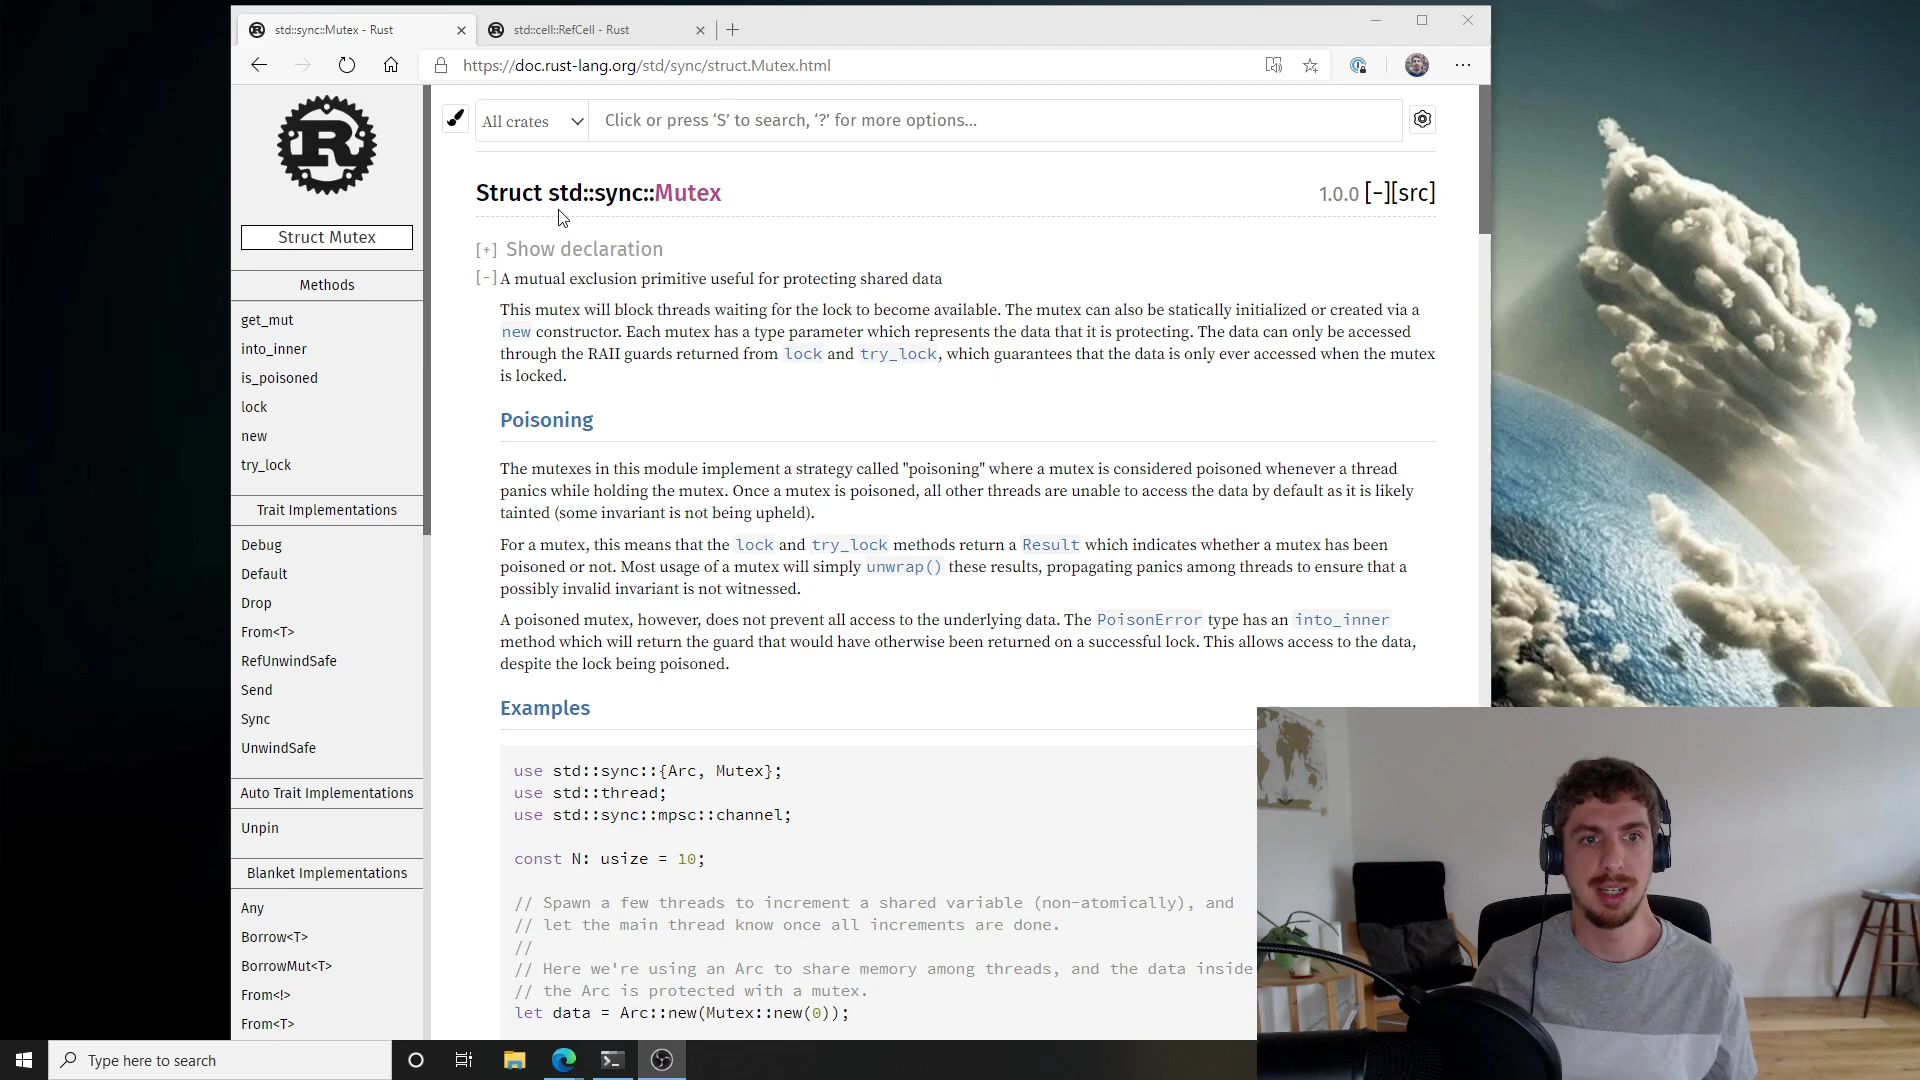 std::sync::Mutex - Rust
std::cell::RefCell - Rust
https://doc.rust-lang.org/std/sync/struct.Mutex.html
R
Struct Mutex
Methods
get_mut
into_inner
is_poisoned
lock
new
try_lock
Trait Implementations
Debug
Default
Drop
From<T>
RefUnwindSafe
Send
Sync
UnwindSafe
Auto Trait Implementations
Unpin
Blanket Implementations
Any
Borrow<T>
BorrowMut<T>
From<!>
From<T>
All crates
Click or press ‘S’ to search, ‘?’ for more options…
Struct std::sync::Mutex
1.0.0 [-][src]
[+] Show declaration
[-] A mutual exclusion primitive useful for protecting shared data
This mutex will block threads waiting for the lock to become available. The mutex can also be statically initialized or created via a
new constructor. Each mutex has a type parameter which represents the data that it is protecting. The data can only be accessed
through the RAII guards returned from lock and try_lock, which guarantees that the data is only ever accessed when the mutex
is locked.
Poisoning
The mutexes in this module implement a strategy called "poisoning" where a mutex is considered poisoned whenever a thread
panics while holding the mutex. Once a mutex is poisoned, all other threads are unable to access the data by default as it is likely
tainted (some invariant is not being upheld).
For a mutex, this means that the lock and try_lock methods return a Result which indicates whether a mutex has been
poisoned or not. Most usage of a mutex will simply unwrap() these results, propagating panics among threads to ensure that a
possibly invalid invariant is not witnessed.
A poisoned mutex, however, does not prevent all access to the underlying data. The PoisonError type has an into_inner
method which will return the guard that would have otherwise been returned on a successful lock. This allows access to the data,
despite the lock being poisoned.
Examples
use std::sync::{Arc, Mutex};
use std::thread;
use std::sync::mpsc::channel;
const N: usize = 10;
// Spawn a few threads to increment a shared variable (non-atomically), and
// let the main thread know once all increments are done.
//
// Here we're using an Arc to share memory among threads, and the data inside
// the Arc is protected with a mutex.
let data = Arc::new(Mutex::new(0));
Type here to search